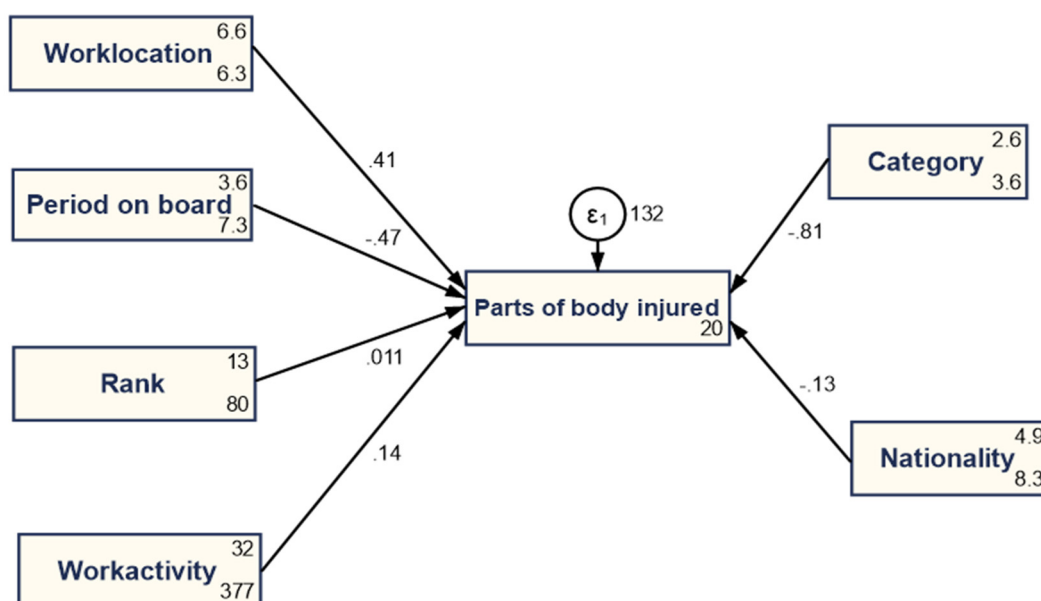 6.6
Worklocation
6.3
.41
3.6
Period on board
7.3
-.47
13
Rank
80
.011
32
Workactivity
377
.14
ε1
132
Parts of body injured
20
2.6
Category
3.6
-.81
4.9
Nationality
8.3
-.13